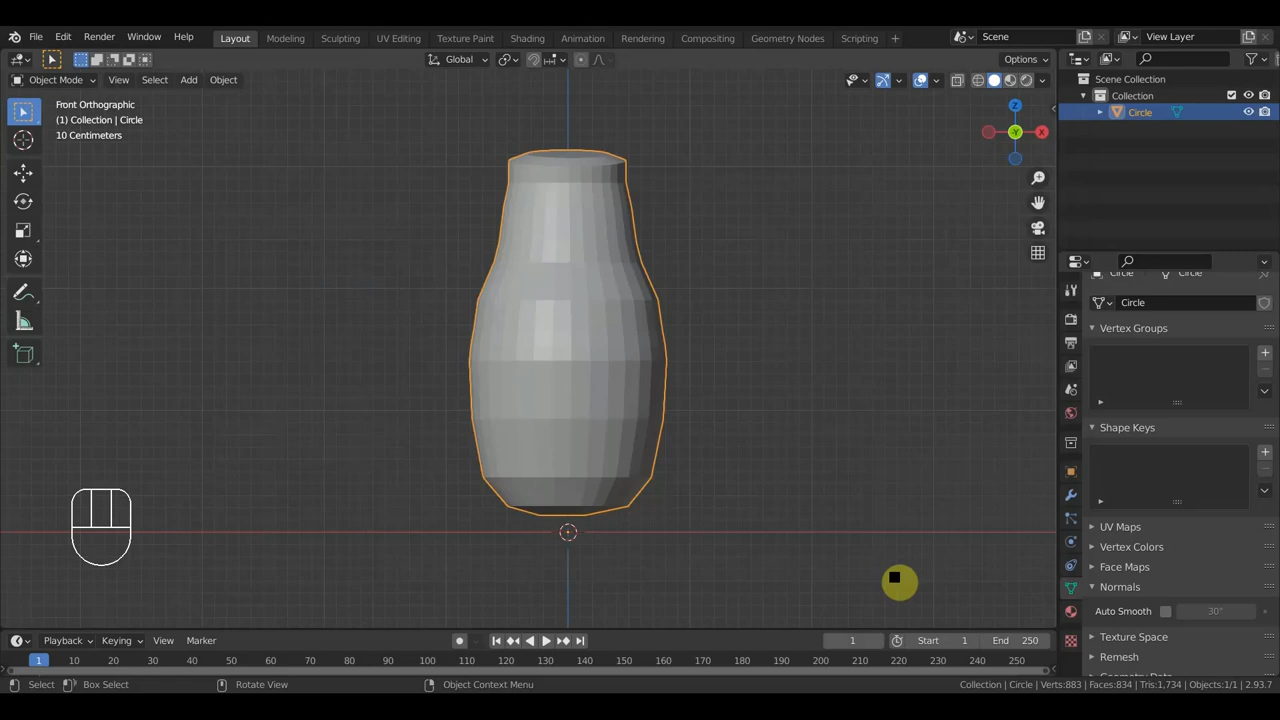 File Edit Render Window Help Layout Modeling Sculpting UV Editing Texture Paint Shading Animation Rendering Compositing Geometry Nodes Scripting + Scene View Layer
Global Options
Object Mode View Select Add Object
Scene Collection
Collection
Circle
Front Orthographic
(1) Collection | Circle
10 Centimeters
Z
X
-Y
Circle Circle
Circle
Vertex Groups
Shape Keys
UV Maps
Vertex Colors
Face Maps
Normals
Auto Smooth 30°
Texture Space
Remesh
Playback Keying View Marker 1 Start 1 End 250
1 10 20 30 40 50 60 70 80 90 100 110 120 130 140 150 160 170 180 190 200 210 220 230 240 250
Select Box Select Rotate View Object Context Menu Collection | Circle | Verts:883 | Faces:834 | Tris:1,734 | Objects:1/1 | 2.93.7